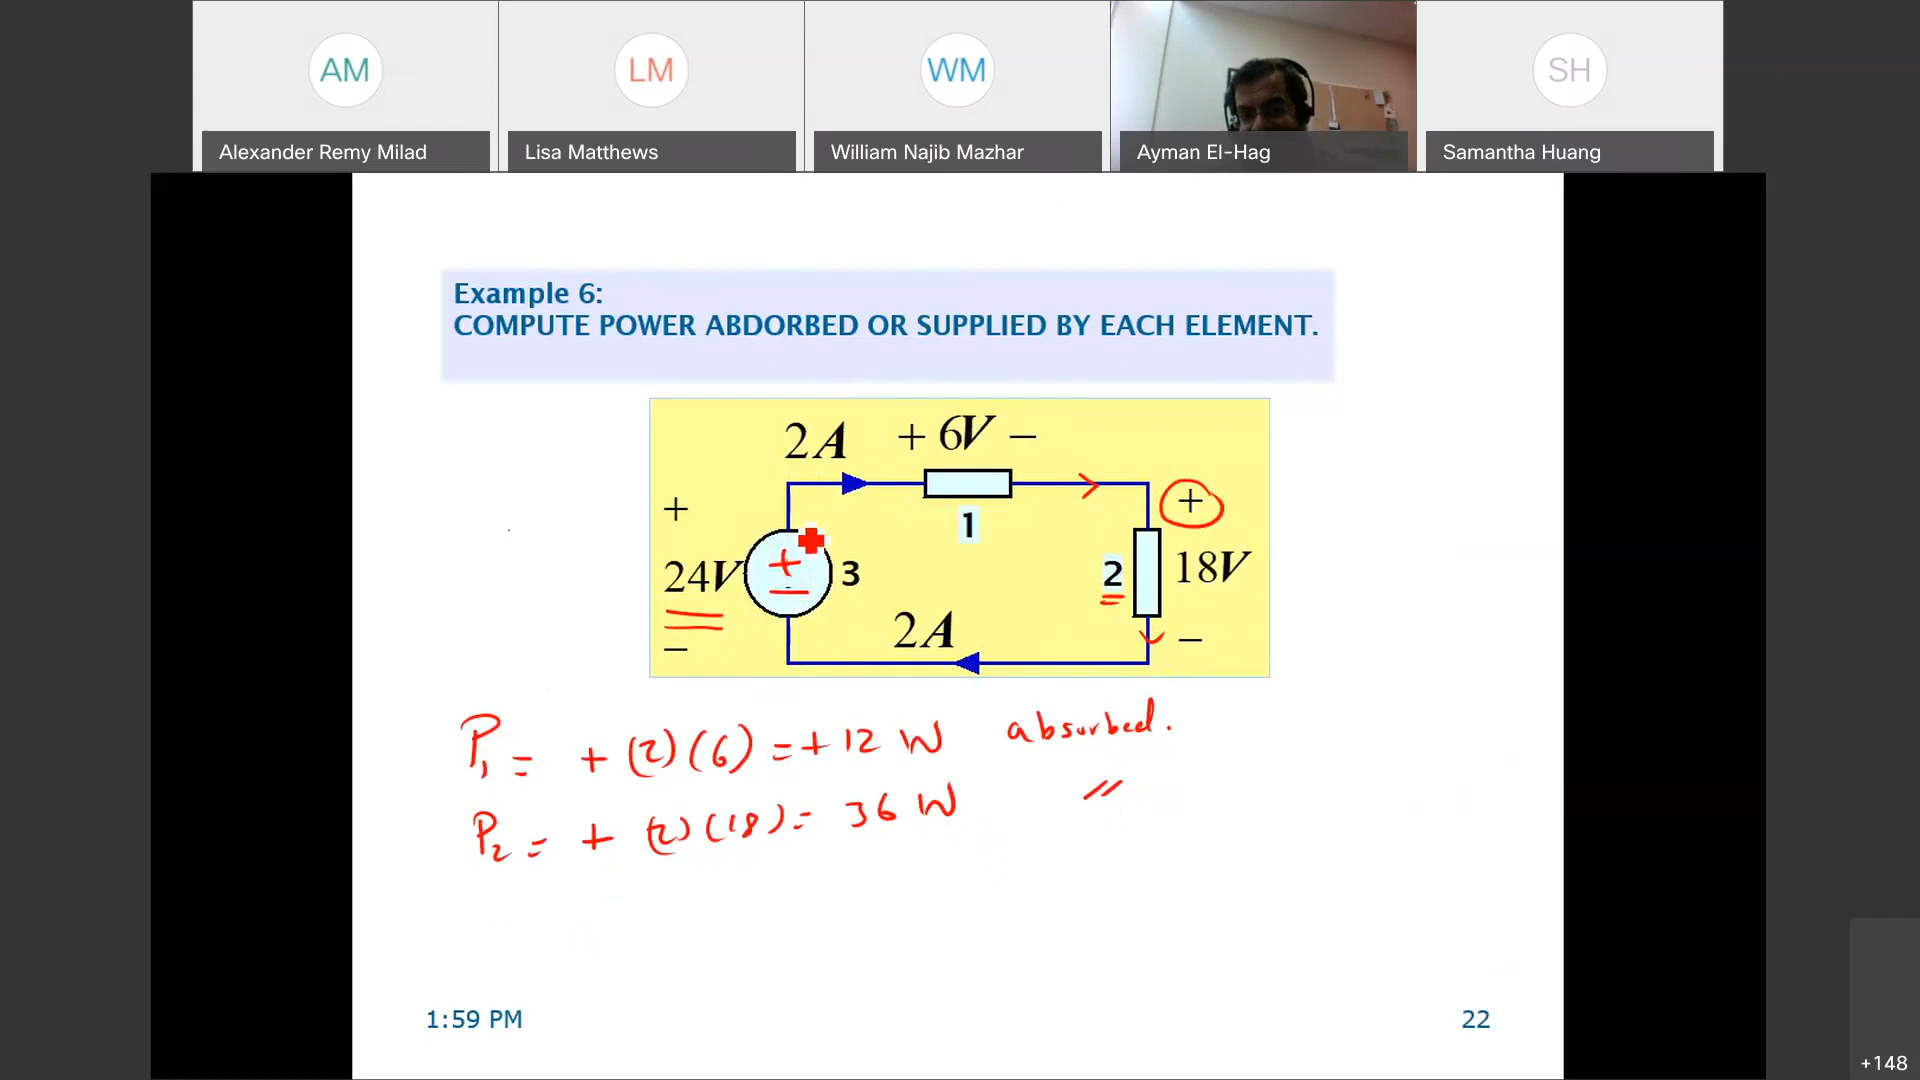 AM
LM
WM
SH
Alexander Remy Milad
Lisa Matthews
William Najib Mazhar
Ayman El-Hag
Samantha Huang
Example 6:
COMPUTE POWER ABDORBED OR SUPPLIED BY EACH ELEMENT.
2A + 6V −
+ +
1
24V + − 3 2 18V
2A
− −
P₁ = + (2)(6) = +12 W absorbed.
P₂ = + (2)(18) = 36 W //
1:59 PM
22
+148